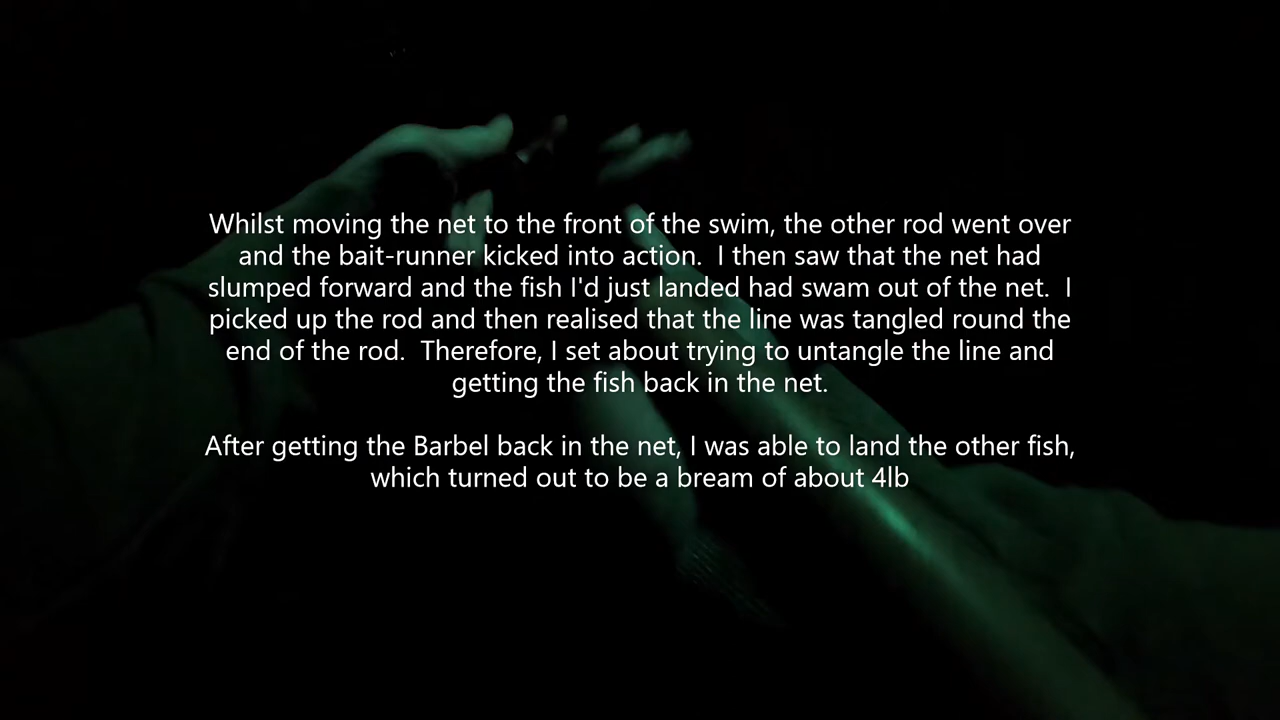 Whilst moving the net to the front of the swim, the other rod went over
and the bait-runner kicked into action.  I then saw that the net had
slumped forward and the fish I'd just landed had swam out of the net.  I
picked up the rod and then realised that the line was tangled round the
end of the rod.  Therefore, I set about trying to untangle the line and
getting the fish back in the net.
After getting the Barbel back in the net, I was able to land the other fish,
which turned out to be a bream of about 4lb